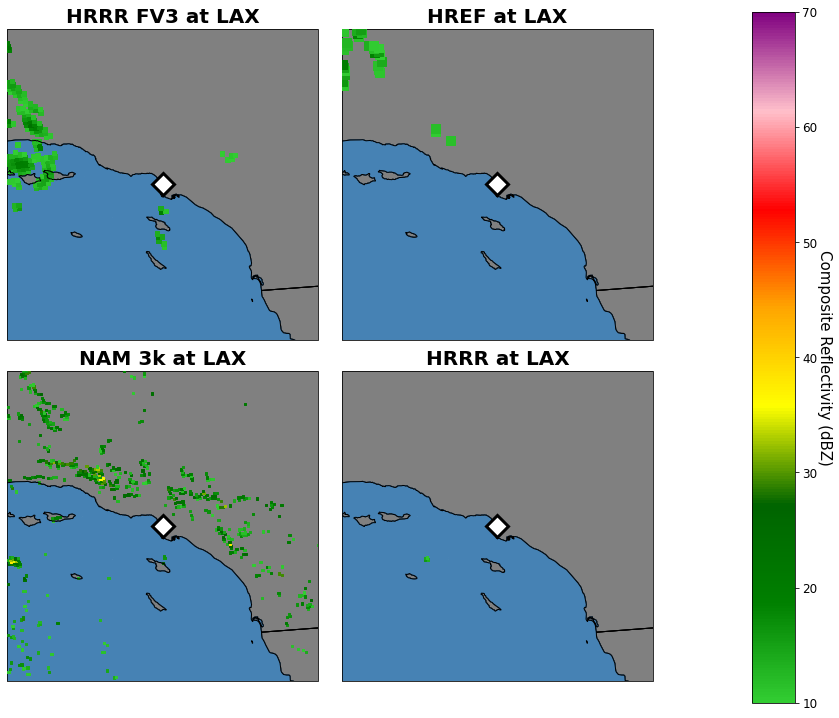 HRRR FV3 at LAX
HREF at LAX
NAM 3k at LAX
HRRR at LAX
70
60
50
40
30
20
10
Composite Reflectivity (dBZ)